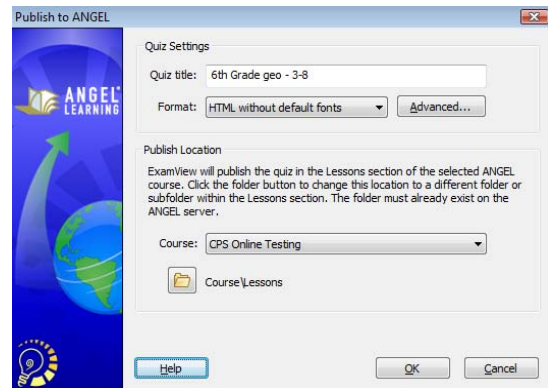 Publish to ANGEL
ANGEL
LEARNING
Quiz Settings
Quiz title: 6th Grade geo - 3-8
Format: HTML without default fonts Advanced...
Publish Location
ExamView will publish the quiz in the Lessons section of the selected ANGEL
course. Click the folder button to change this location to a different folder or
subfolder within the Lessons section. The folder must already exist on the
ANGEL server.
Course: CPS Online Testing
Course\Lessons
Help OK Cancel